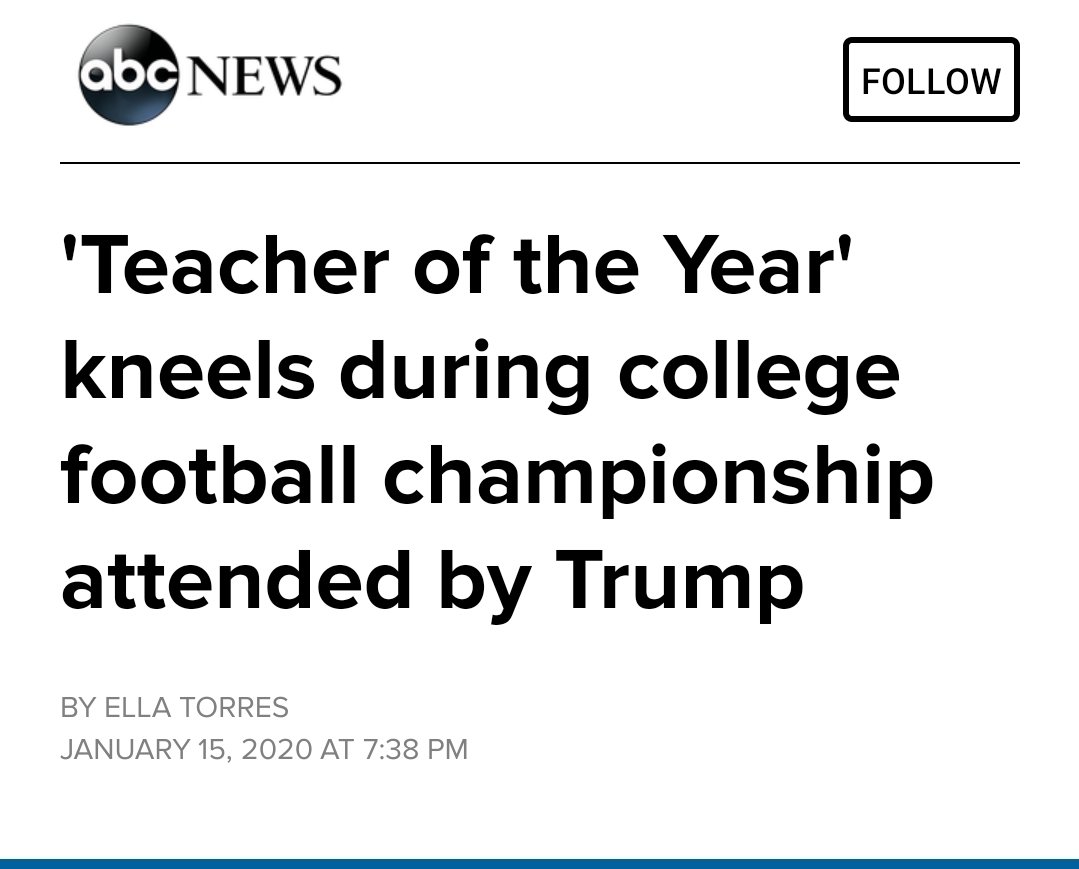 abc NEWS
FOLLOW
'Teacher of the Year'
kneels during college
football championship
attended by Trump
BY ELLA TORRES
JANUARY 15, 2020 AT 7:38 PM